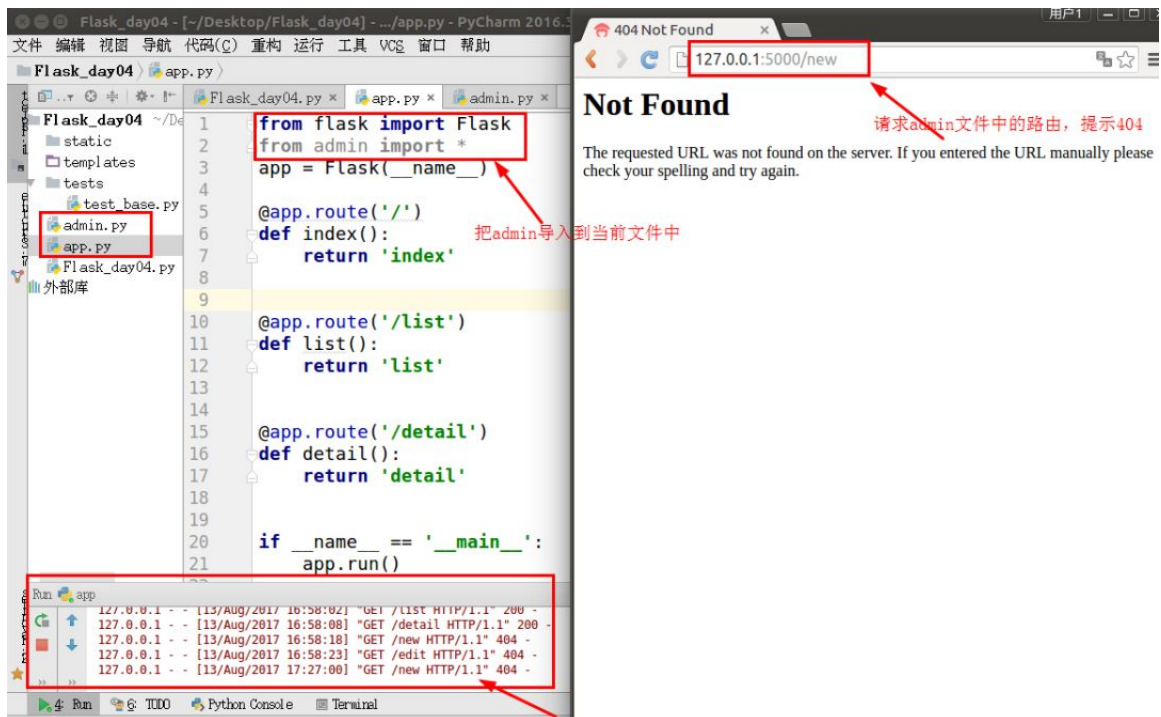 Flask_day04 - [~/Desktop/Flask_day04] - .../app.py - PyCharm 2016.3
文件 编辑 视图 导航 代码(C) 重构 运行 工具 VCS 窗口 帮助
Flask_day04 app.py
Flask_day04.py × app.py × admin.py ×
Flask_day04 ~/De
static
templates
tests
test_base.py
admin.py
app.py
Flask_day04.py
外部库
1 from flask import Flask
2 from admin import *
3 app = Flask(__name__)
4
5 @app.route('/')
6 def index():
7 return 'index'
8
9
10 @app.route('/list')
11 def list():
12 return 'list'
13
14
15 @app.route('/detail')
16 def detail():
17 return 'detail'
18
19
20 if __name__ == '__main__':
21 app.run()
把admin导入到当前文件中
Run app
127.0.0.1 - - [13/Aug/2017 16:58:02] "GET /list HTTP/1.1" 200 -
127.0.0.1 - - [13/Aug/2017 16:58:08] "GET /detail HTTP/1.1" 200 -
127.0.0.1 - - [13/Aug/2017 16:58:18] "GET /new HTTP/1.1" 404 -
127.0.0.1 - - [13/Aug/2017 16:58:23] "GET /edit HTTP/1.1" 404 -
127.0.0.1 - - [13/Aug/2017 17:27:00] "GET /new HTTP/1.1" 404 -
4: Run 6: TODO Python Console Terminal
用户1
404 Not Found ×
127.0.0.1:5000/new
Not Found
请求admin文件中的路由，提示404
The requested URL was not found on the server. If you entered the URL manually please
check your spelling and try again.